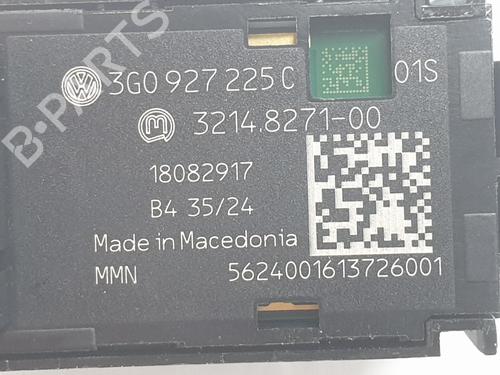 3G0 927 225 C 01S
3214.8271-00
18082917
B4 35/24
Made in Macedonia
MMN 5624001613726001
B-PARTS